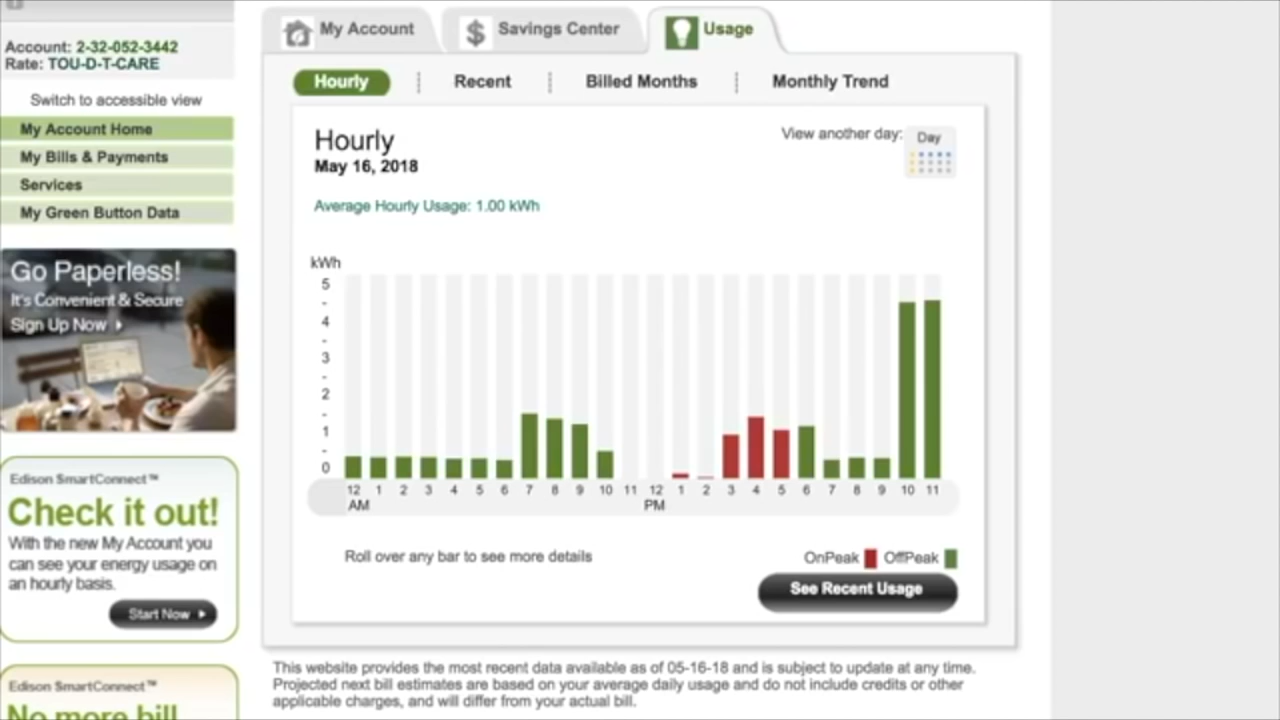 Account: 2-32-052-3442
Rate: TOU-D-T-CARE
Switch to accessible view
My Account Home
My Bills & Payments
Services
My Green Button Data
Go Paperless!
It's Convenient & Secure
Sign Up Now
Edison SmartConnect™
Check it out!
With the new My Account you
can see your energy usage on
an hourly basis.
Start Now
Edison SmartConnect™
No more bill
My Account
Savings Center
Usage
Hourly | Recent | Billed Months | Monthly Trend
Hourly
May 16, 2018
View another day:
Day
Average Hourly Usage: 1.00 kWh
kWh
5
-
4
-
3
-
2
-
1
-
0
12 1 2 3 4 5 6 7 8 9 10 11 12 1 2 3 4 5 6 7 8 9 10 11
AM PM
Roll over any bar to see more details
OnPeak OffPeak
See Recent Usage
This website provides the most recent data available as of 05-16-18 and is subject to update at any time.
Projected next bill estimates are based on your average daily usage and do not include credits or other
applicable charges, and will differ from your actual bill.